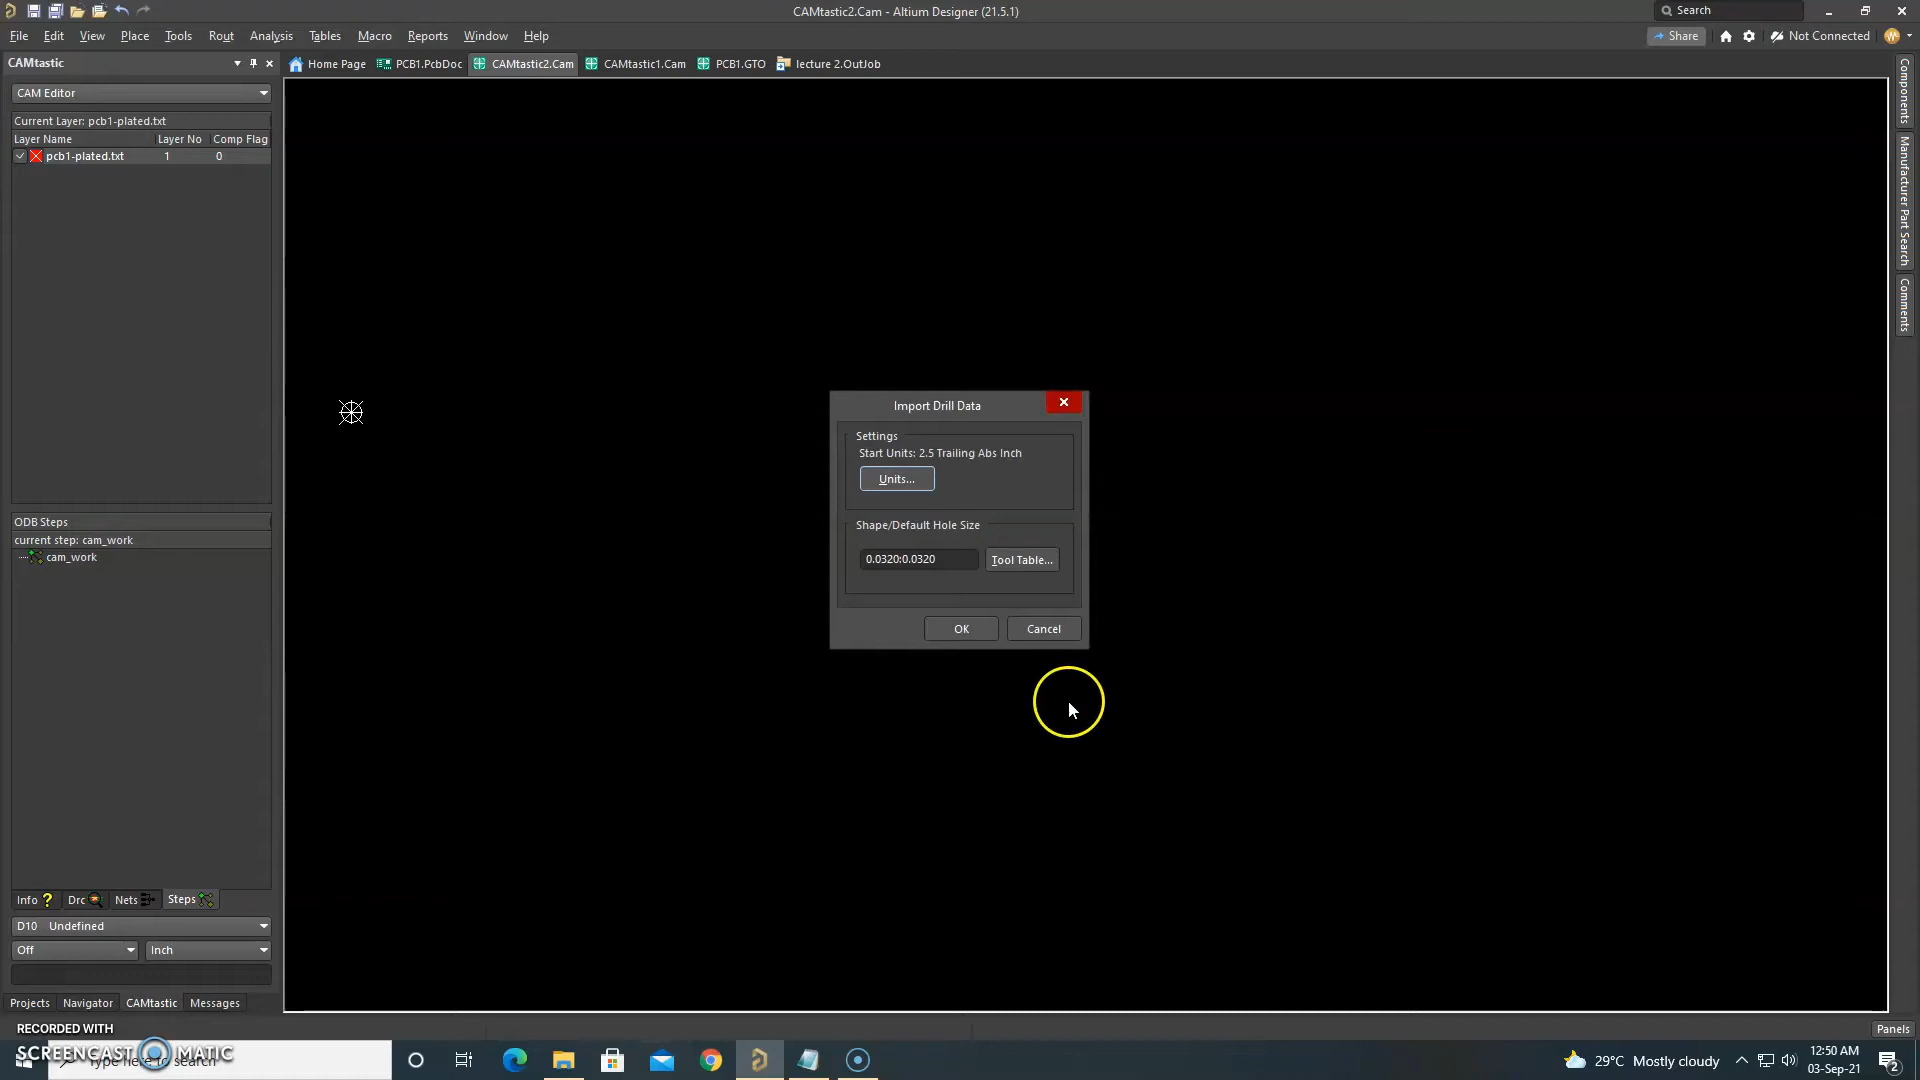 CAMtastic2.Cam - Altium Designer (21.5.1)
Search
File Edit View Place Tools Rout Analysis Tables Macro Reports Window Help
Share Not Connected
CAMtastic
Home Page PCB1.PcbDoc CAMtastic2.Cam CAMtastic1.Cam PCB1.GTO lecture 2.OutJob
CAM Editor
Current Layer: pcb1-plated.txt
Layer Name Layer No Comp Flag
pcb1-plated.txt 1 0
Components
Manufacturer Part Search
Comments
Import Drill Data
Settings
Start Units: 2.5 Trailing Abs Inch
Units...
Shape/Default Hole Size
0.0320:0.0320 Tool Table...
OK Cancel
ODB Steps
current step: cam_work
cam_work
Info ? Drc Nets Steps
D10 Undefined
Off Inch
Projects Navigator CAMtastic Messages
Panels
RECORDED WITH
SCREENCAST MATIC
Type here to search
29°C Mostly cloudy
12:50 AM
03-Sep-21
2